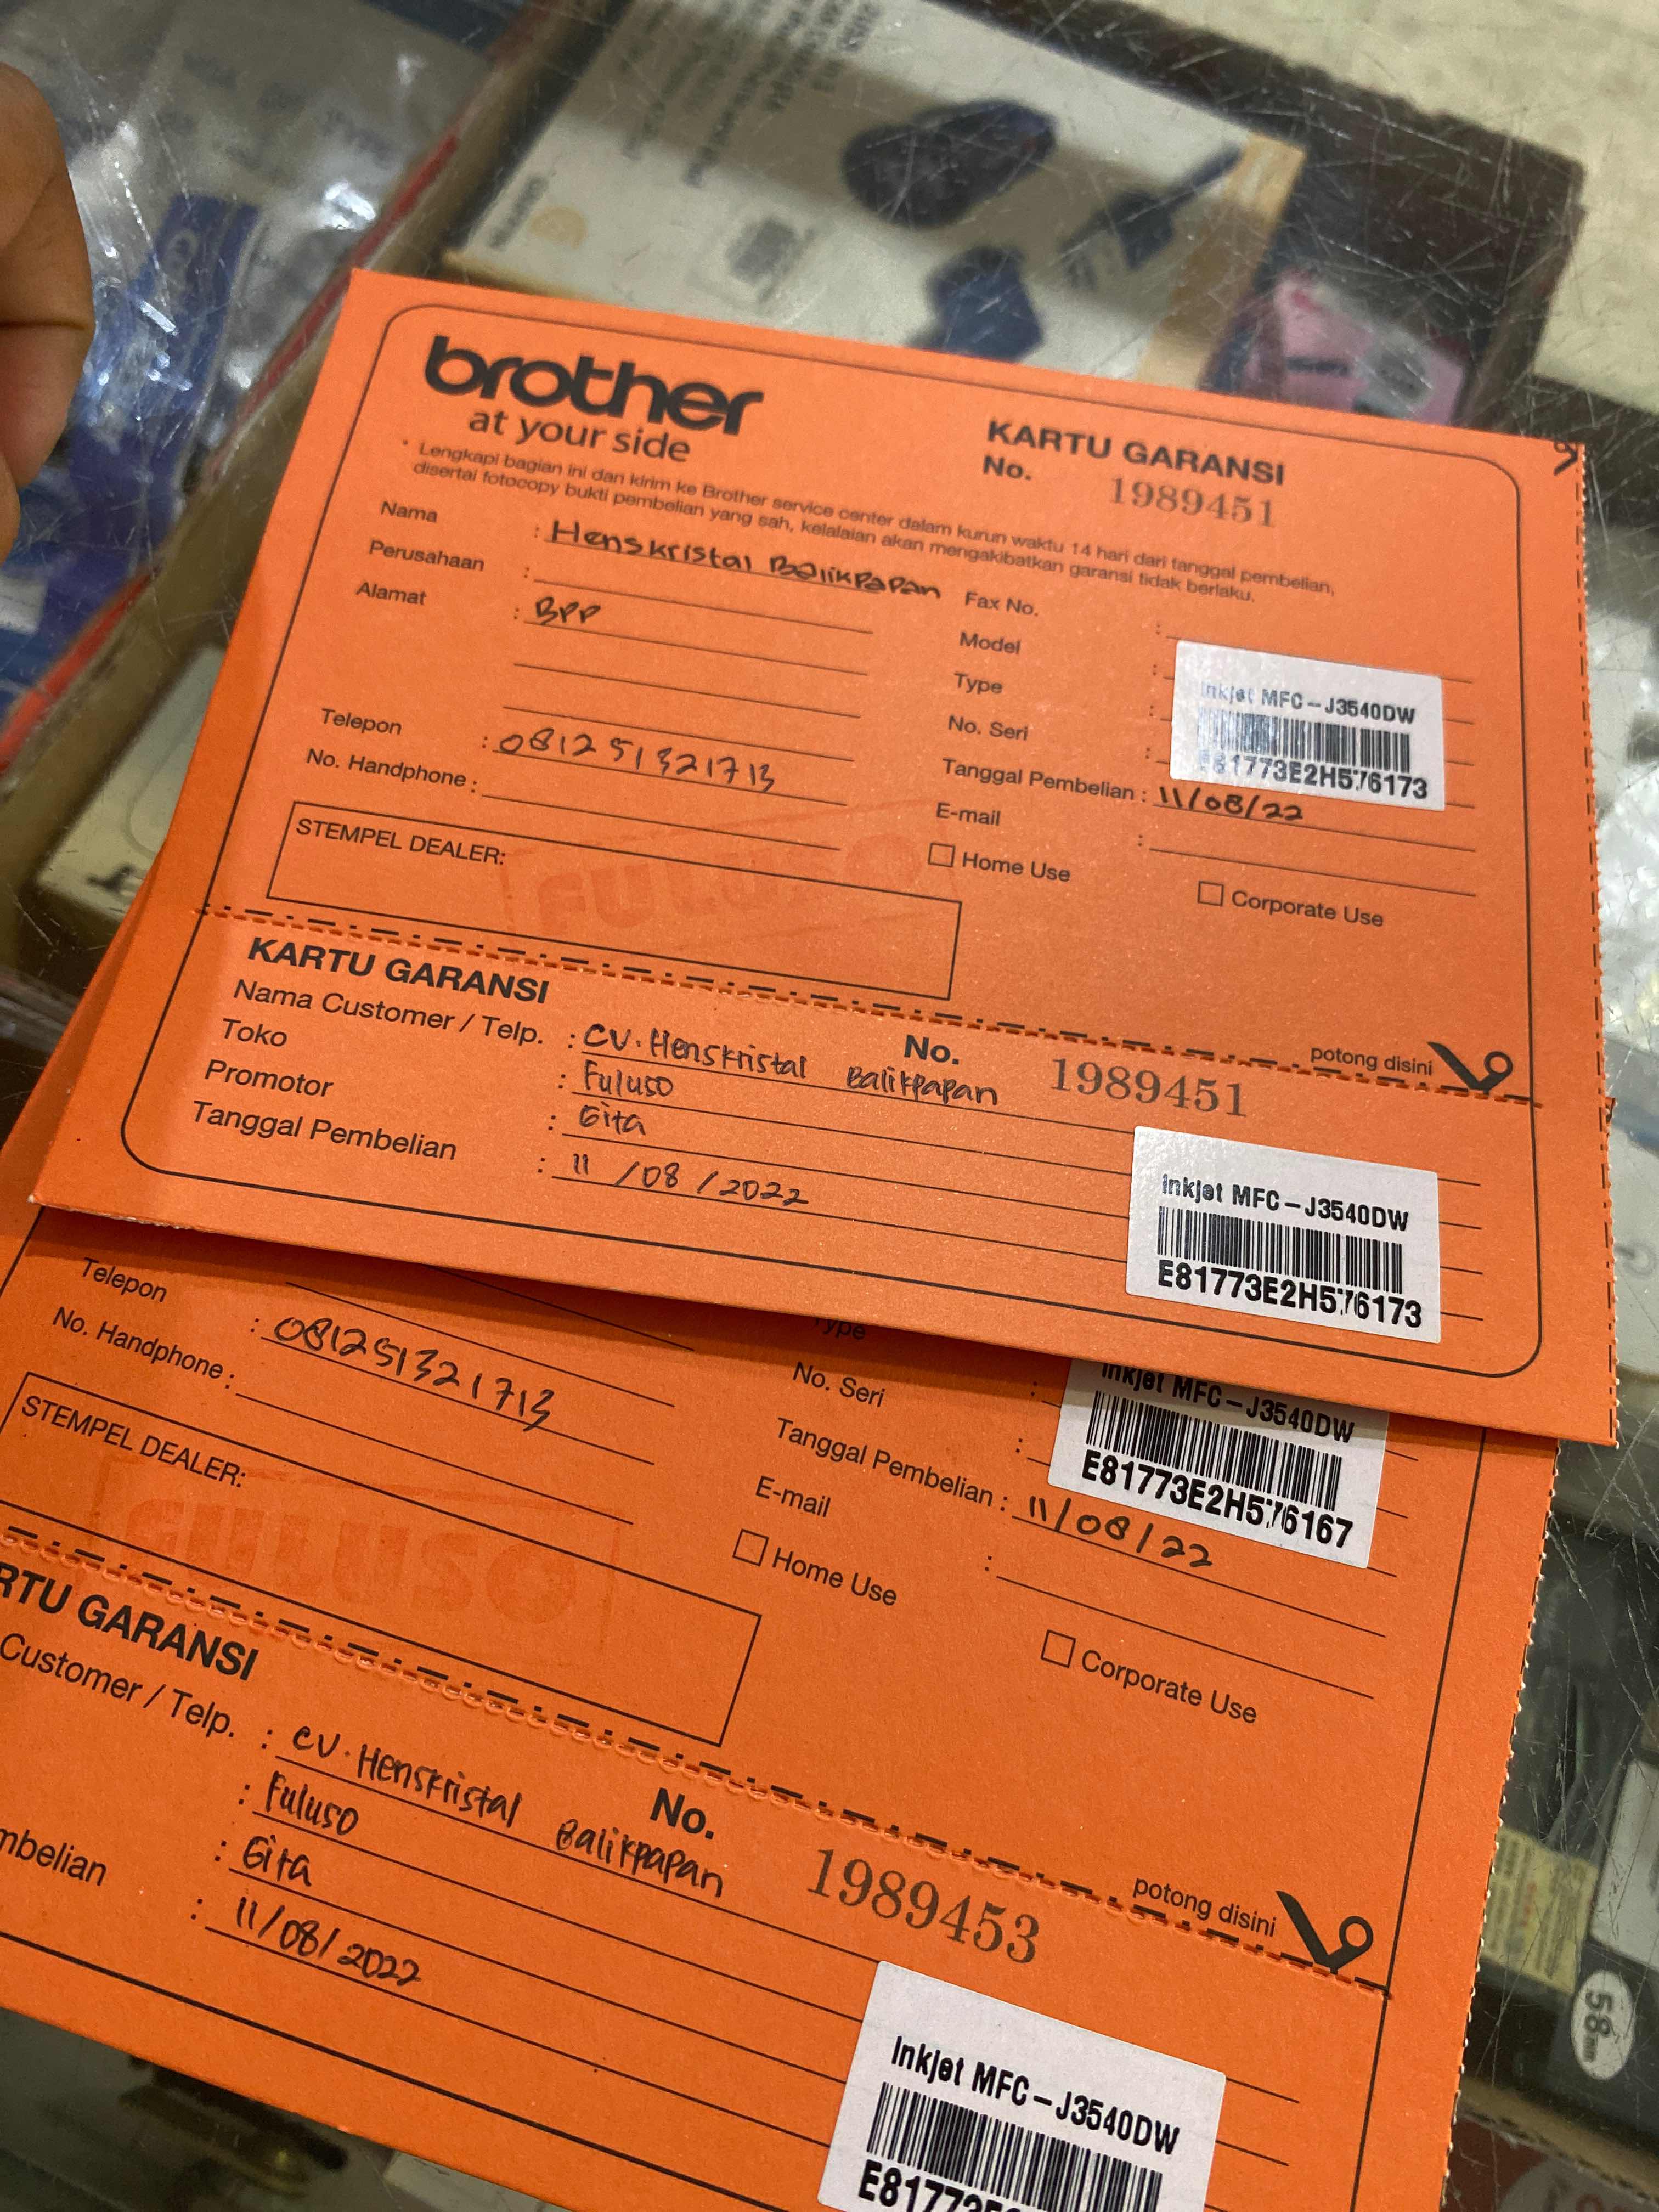 brother
at your side
KARTU GARANSI
No. 1989451
* Lengkapi bagian ini dan kirim ke Brother service center dalam kurun waktu 14 hari dari tanggal pembelian,
disertai fotocopy bukti pembelian yang sah, kelalaian akan mengakibatkan garansi tidak berlaku.
Nama : Henskristal Balikpapan
Perusahaan :
Alamat : BPP
Telepon : 081251321713
No. Handphone :
Fax No. :
Model :
Type :
No. Seri :
Inkjet MFC-J3540DW
E81773E2H576173
Tanggal Pembelian : 11/08/22
E-mail :
Home Use
Corporate Use
STEMPEL DEALER:
FULUSO
KARTU GARANSI
No. 1989451
potong disini
Nama Customer / Telp. : CV. Henskristal Balikpapan
Toko : Fuluso
Promotor : Gita
Tanggal Pembelian : 11/08/2022
Inkjet MFC-J3540DW
E81773E2H576173
Telepon : 081251321713
No. Handphone :
Type
No. Seri :
Inkjet MFC-J3540DW
E81773E2H576167
Tanggal Pembelian : 11/08/22
E-mail :
Home Use
Corporate Use
STEMPEL DEALER:
FULUSO
RTU GARANSI
No. 1989453
potong disini
Customer / Telp. : CV. Henskristal Balikpapan
: Fuluso
: Gita
mbelian : 11/08/2022
Inkjet MFC-J3540DW
58mm